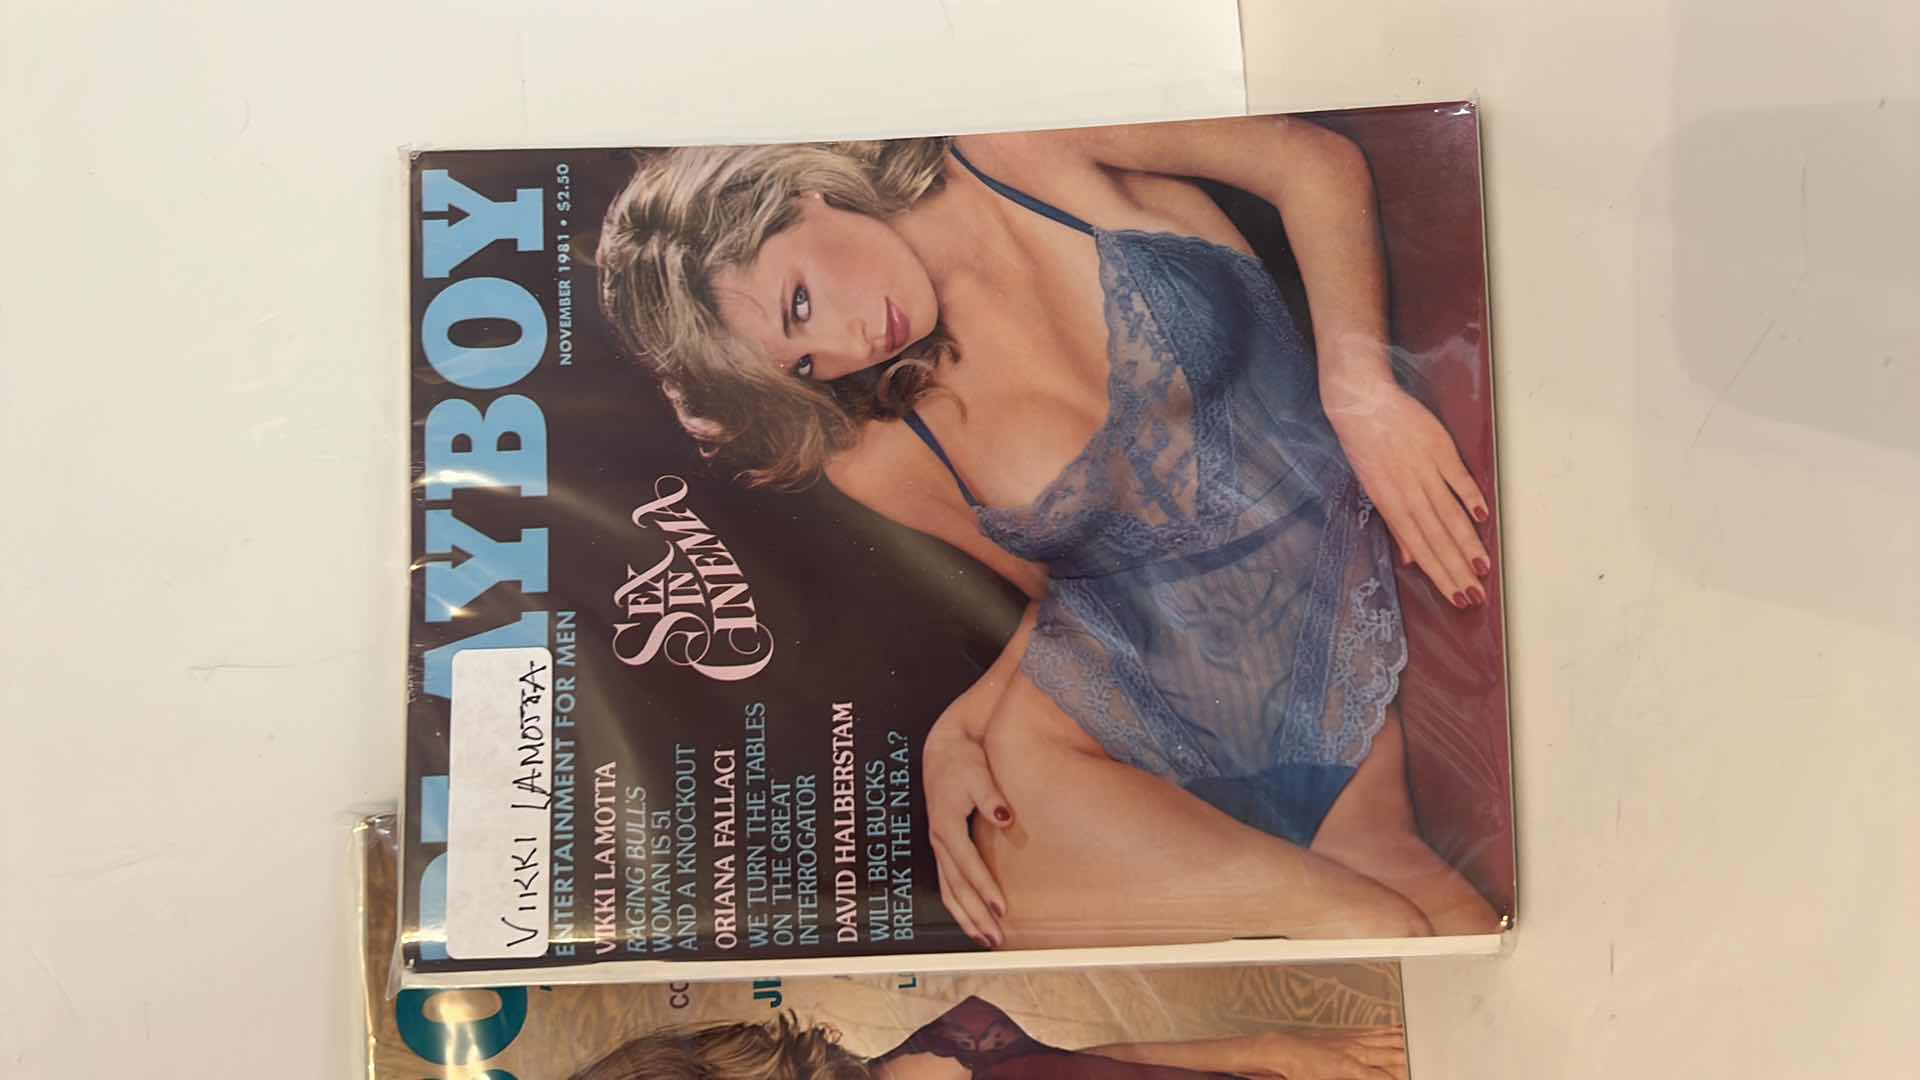 PLAYBOY
NOVEMBER 1981 • $2.50
ENTERTAINMENT FOR MEN
VIKKI LAMOTTA
SEX
IN
CINEMA
VIKKI LA MOTTA
RAGING BULL'S
WOMAN IS 51
AND A KNOCKOUT
ORIANA FALLACI
WE TURN THE TABLES
ON THE GREAT
INTERROGATOR
DAVID HALBERSTAM
WILL BIG BUCKS
BREAK THE N.B.A.?